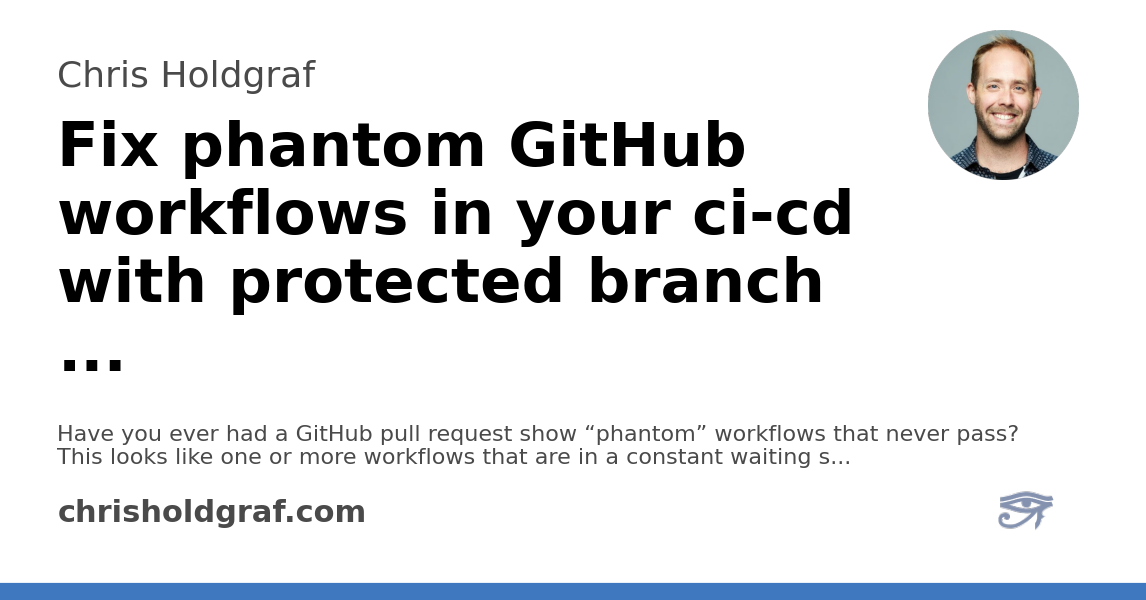 Chris Holdgraf
Fix phantom GitHub
workflows in your ci-cd
with protected branch
...
Have you ever had a GitHub pull request show “phantom” workflows that never pass?
This looks like one or more workflows that are in a constant waiting s...
chrisholdgraf.com